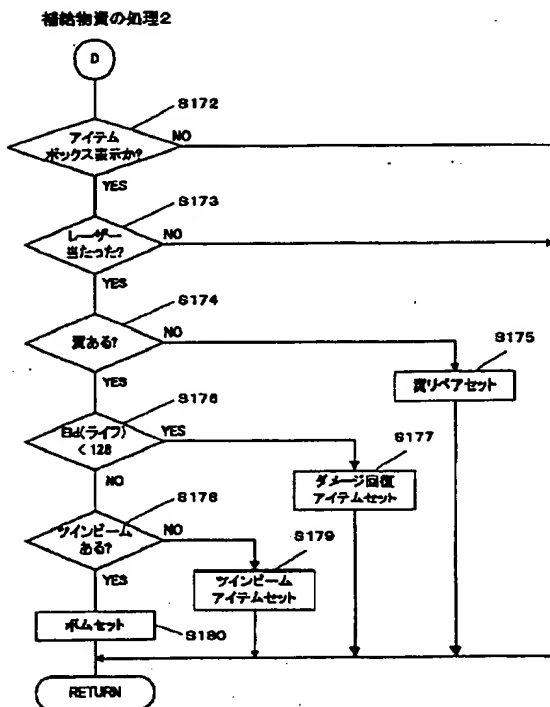 補給物資の処理2
D
S172
アイテム
ボックス表示か?
NO
YES
S173
レーザー
当たった?
NO
YES
S174
翼ある?
NO
S175
翼リペアセット
YES
S176
Eld(ライフ)
< 128
YES
S177
ダメージ回復
アイテムセット
NO
S178
ツインビーム
ある?
NO
S179
ツインビーム
アイテムセット
YES
ボムセット
S180
RETURN